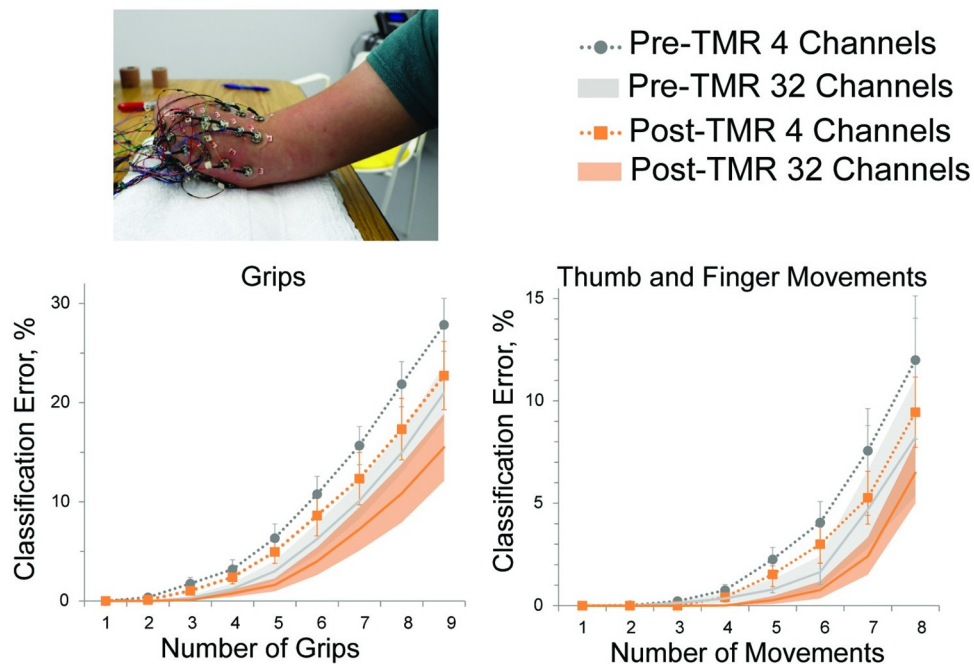 Pre-TMR 4 Channels
Pre-TMR 32 Channels
Post-TMR 4 Channels
Post-TMR 32 Channels
Grips
Classification Error, %
30
20
10
0
1 2 3 4 5 6 7 8 9
Number of Grips
Thumb and Finger Movements
Classification Error, %
15
10
5
0
1 2 3 4 5 6 7 8
Number of Movements